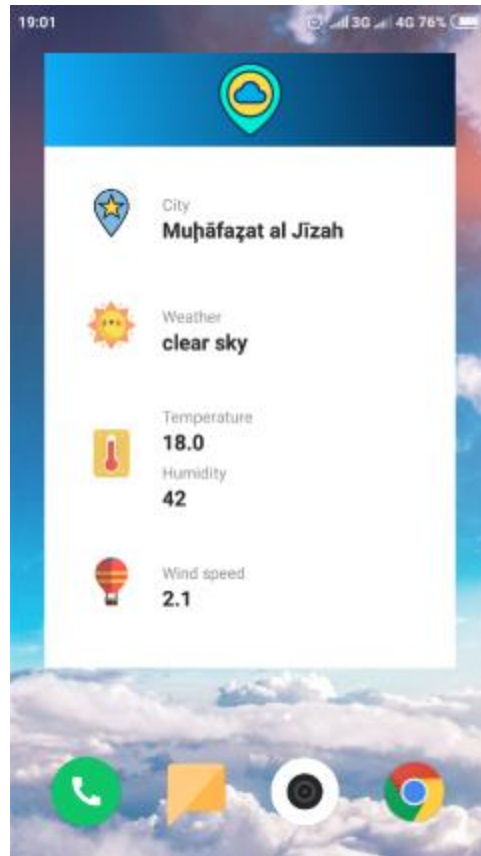 19:01 3G 4G 76%
City
Muḩāfaz̧at al Jīzah
Weather
clear sky
Temperature
18.0
Humidity
42
Wind speed
2.1